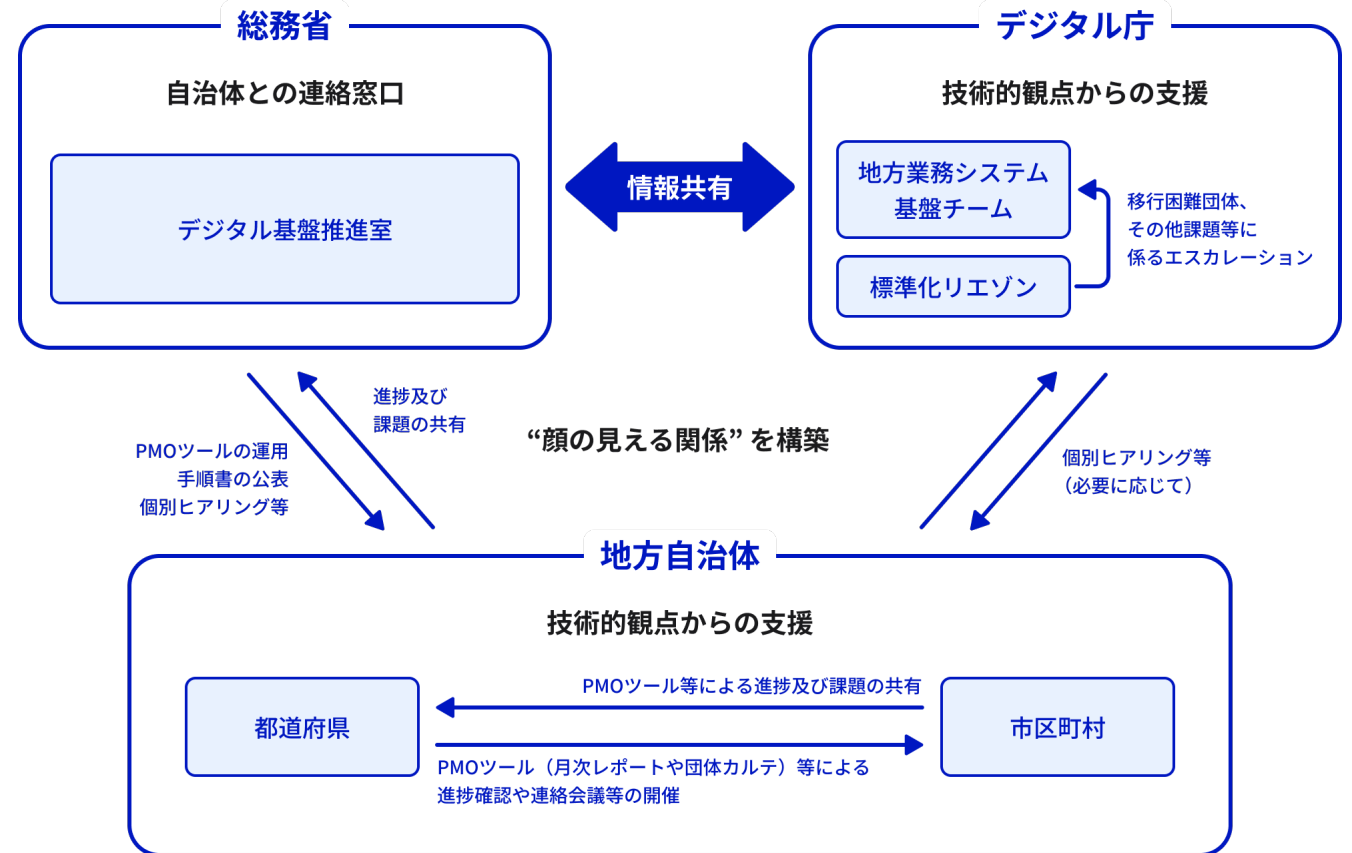 総務省
自治体との連絡窓口
デジタル基盤推進室
情報共有
デジタル庁
技術的観点からの支援
地方業務システム
基盤チーム
標準化リエゾン
移行困難団体、
その他課題等に
係るエスカレーション
PMOツールの運用
手順書の公表
個別ヒアリング等
進捗及び
課題の共有
“顔の見える関係” を構築
個別ヒアリング等
（必要に応じて）
地方自治体
技術的観点からの支援
都道府県
PMOツール等による進捗及び課題の共有
PMOツール（月次レポートや団体カルテ）等による
進捗確認や連絡会議等の開催
市区町村